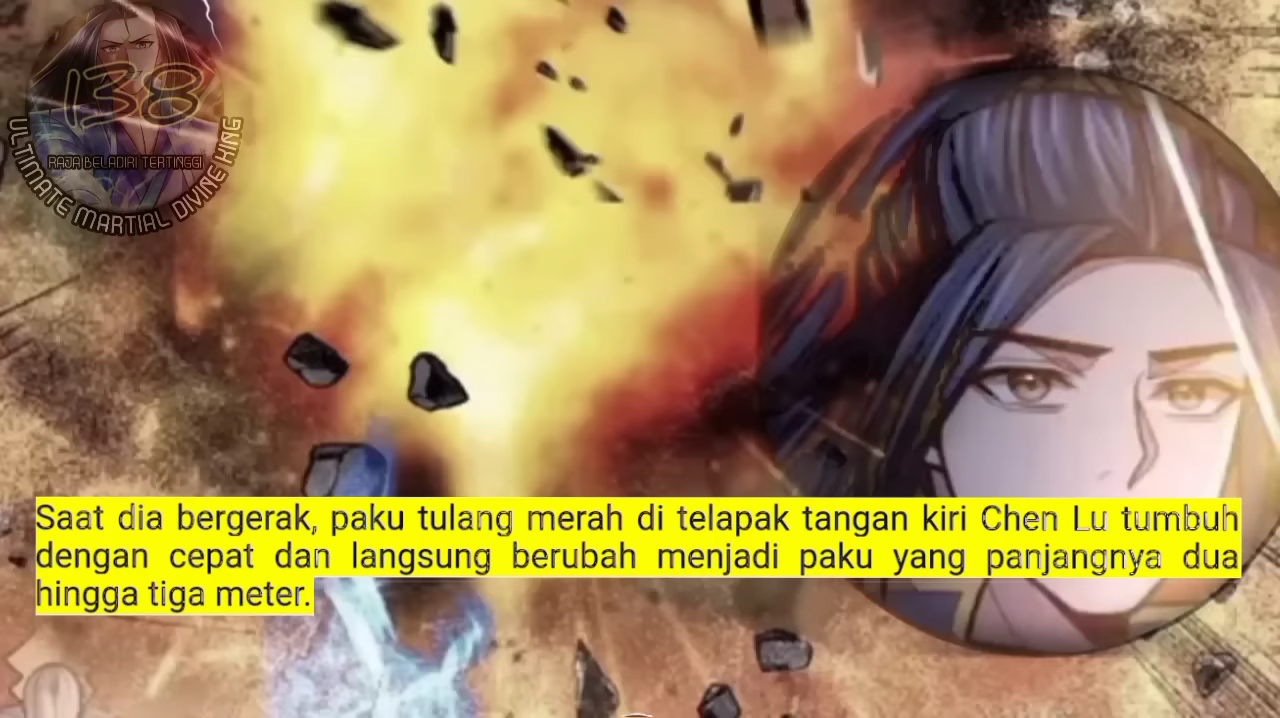 138
RAJA BELADIRI TERTINGGI
ULTIMATE MARTIAL DIVINE KING
Saat dia bergerak, paku tulang merah di telapak tangan kiri Chen Lu tumbuh
dengan cepat dan langsung berubah menjadi paku yang panjangnya dua
hingga tiga meter.